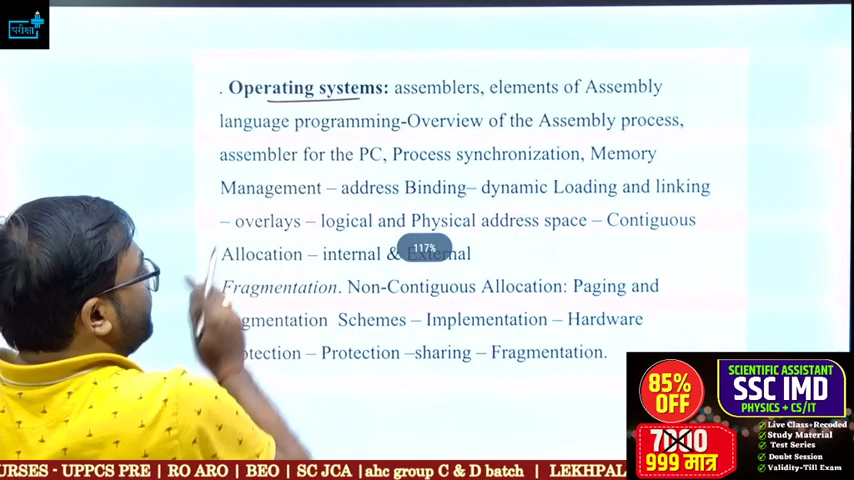 परीक्षा
. Operating systems: assemblers, elements of Assembly
language programming-Overview of the Assembly process,
assembler for the PC, Process synchronization, Memory
Management – address Binding– dynamic Loading and linking
– overlays – logical and Physical address space – Contiguous
Allocation – internal & External
117%
Fragmentation. Non-Contiguous Allocation: Paging and
gmentation Schemes – Implementation – Hardware
otection – Protection –sharing – Fragmentation.
85%
OFF
7000
999 मात्र
SCIENTIFIC ASSISTANT
SSC IMD
PHYSICS + CS/IT
Live Class+Recoded
Study Material
Test Series
Doubt Session
Validity-Till Exam
URSES - UPPCS PRE | RO ARO | BEO | SC JCA | ahc group C & D batch | LEKHPAL